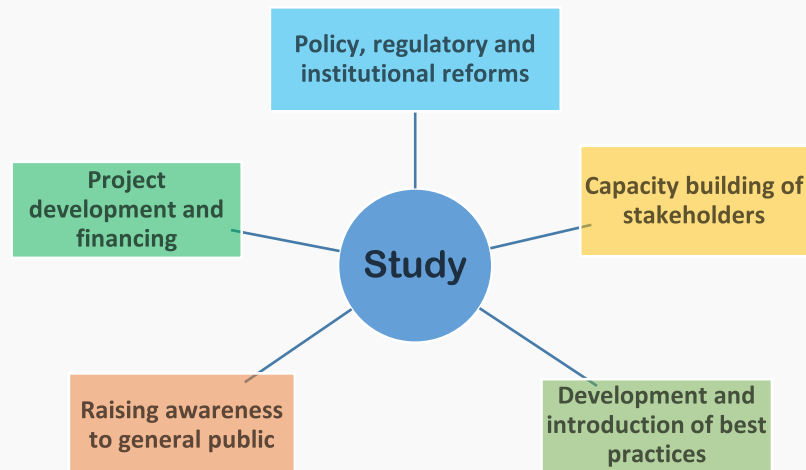 Policy, regulatory and
institutional reforms
Project
development and
financing
Capacity building of
stakeholders
Study
Raising awareness
to general public
Development and
introduction of best
practices